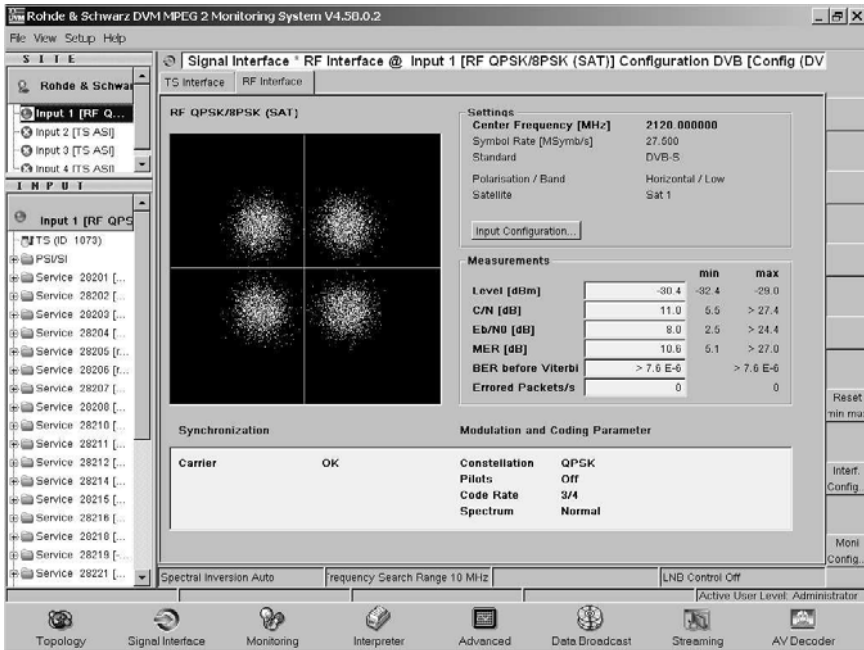 Rohde & Schwarz DVM MPEG 2 Monitoring System V4.58.0.2
File View Setup Help
S I T E
Rohde & Schwar
Input 1 [RF Q...
Input 2 [TS ASI]
Input 3 [TS ASI]
Input 4 [TS ASI]
I N P U T
Input 1 [RF QPS
TS (ID 1073)
PSI/SI
Service 28201 [...
Service 28202 [...
Service 28203 [...
Service 28204 [...
Service 28205 [r...
Service 28206 [r...
Service 28207 [...
Service 28208 [...
Service 28210 [...
Service 28211 [...
Service 28212 [...
Service 28214 [...
Service 28215 [...
Service 28216 [...
Service 28218 [...
Service 28219 [-...
Service 28221 [...
Signal Interface * RF Interface @ Input 1 [RF QPSK/8PSK (SAT)] Configuration DVB [Config (DV
TS Interface RF Interface
RF QPSK/8PSK (SAT)
Settings
Center Frequency [MHz] 2120.000000
Symbol Rate [MSymb/s] 27.500
Standard DVB-S
Polarisation / Band Horizontal / Low
Satellite Sat 1
Input Configuration...
Measurements
min max
Level [dBm] -30.4 -32.4 -29.0
C/N [dB] 11.0 5.5 > 27.4
Eb/N0 [dB] 8.0 2.5 > 24.4
MER [dB] 10.6 5.1 > 27.0
BER before Viterbi > 7.6 E-6 > 7.6 E-6
Errored Packets/s 0 0
Synchronization
Carrier OK
Modulation and Coding Parameter
Constellation QPSK
Pilots Off
Code Rate 3/4
Spectrum Normal
Reset
min max
Interf.
Config..
Moni
Config..
Spectral Inversion Auto Frequency Search Range 10 MHz LNB Control Off
Active User Level: Administrator
Topology Signal Interface Monitoring Interpreter Advanced Data Broadcast Streaming AV Decoder